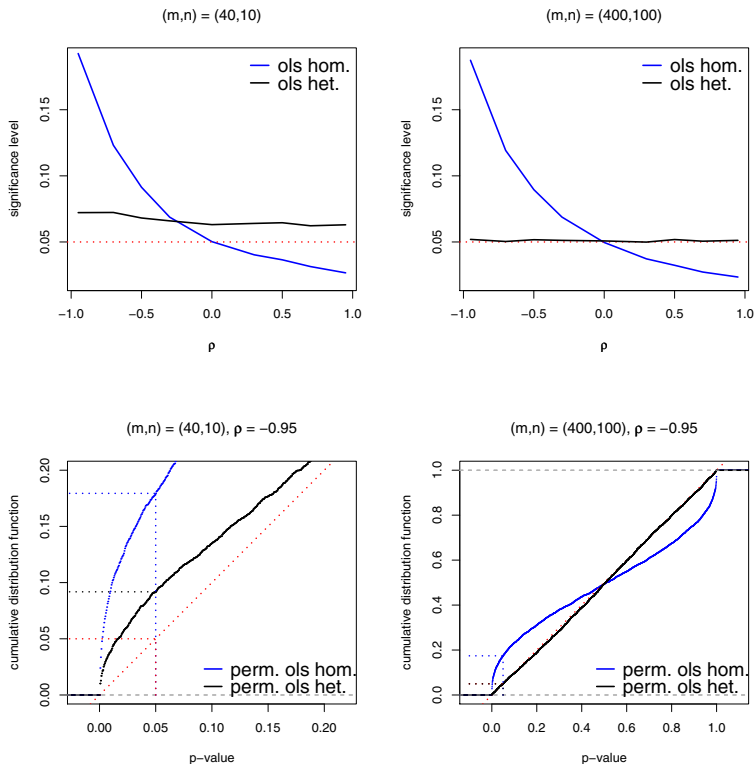 (m,n) = (40,10)
significance level
0.15
0.10
0.05
ols hom.
ols het.
−1.0 −0.5 0.0 0.5 1.0
ρ
(m,n) = (400,100)
significance level
0.15
0.10
0.05
ols hom.
ols het.
−1.0 −0.5 0.0 0.5 1.0
ρ
(m,n) = (40,10), ρ = −0.95
cumulative distribution function
0.20
0.15
0.10
0.05
0.00
perm. ols hom.
perm. ols het.
0.00 0.05 0.10 0.15 0.20
p−value
(m,n) = (400,100), ρ = −0.95
cumulative distribution function
1.0
0.8
0.6
0.4
0.2
0.0
perm. ols hom.
perm. ols het.
0.0 0.2 0.4 0.6 0.8 1.0
p−value